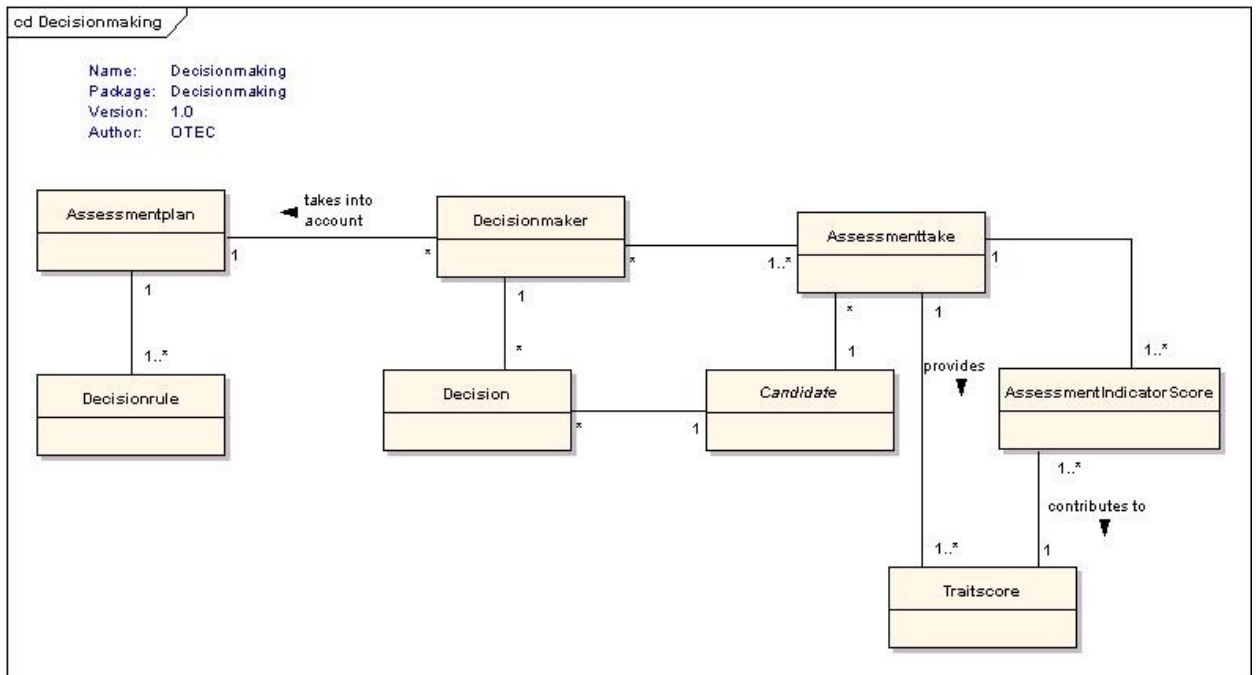 cd Decisionmaking
Name: Decisionmaking
Package: Decisionmaking
Version: 1.0
Author: OTEC
takes into
account
Assessmentplan
Decisionmaker
Assessmenttake
1
*
*
1..*
1
1
1
*
1
1..*
*
1
provides
1..*
Decisionrule
Decision
Candidate
AssessmentIndicatorScore
*
1
1..*
contributes to
1..*
1
Traitscore